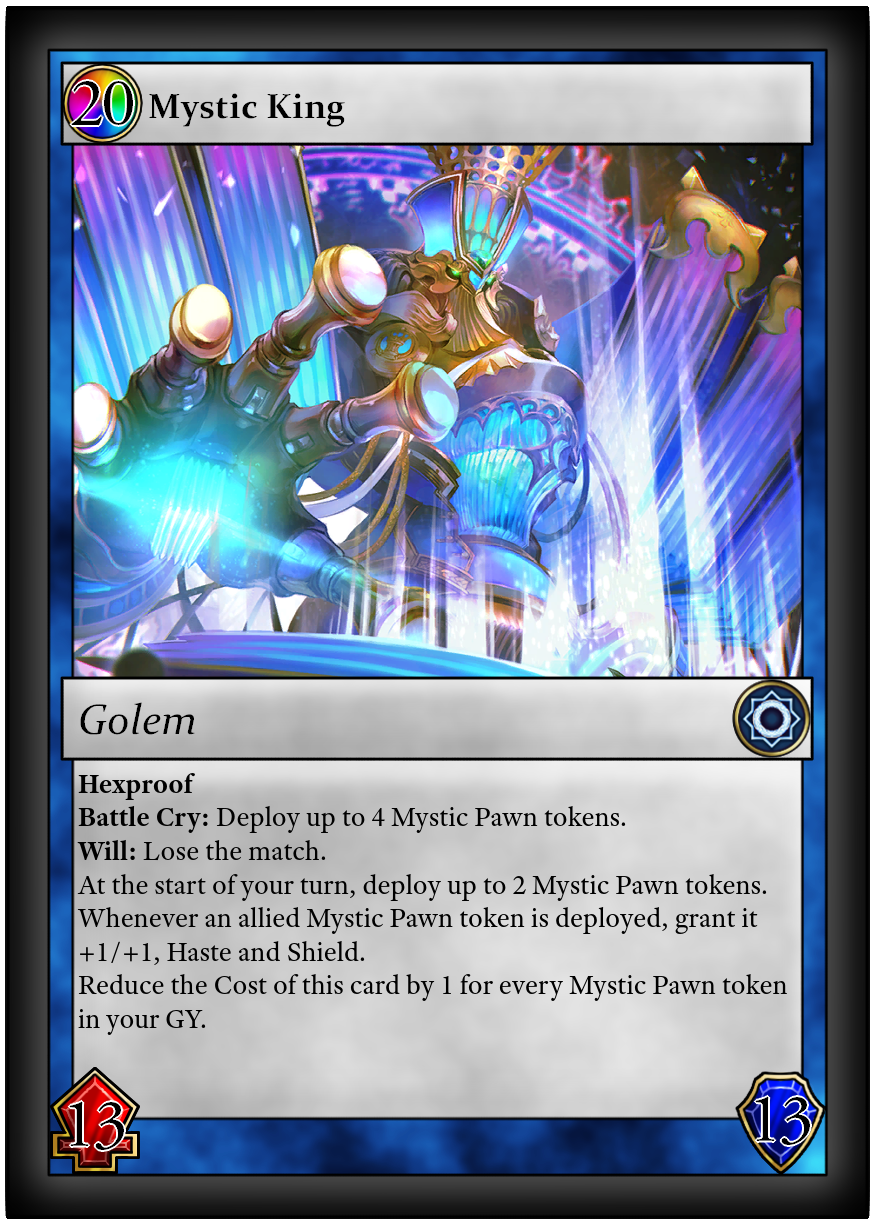 20 Mystic King
Golem
Hexproof
Battle Cry: Deploy up to 4 Mystic Pawn tokens.
Will: Lose the match.
At the start of your turn, deploy up to 2 Mystic Pawn tokens.
Whenever an allied Mystic Pawn token is deployed, grant it
+1/+1, Haste and Shield.
Reduce the Cost of this card by 1 for every Mystic Pawn token
in your GY.
13 13